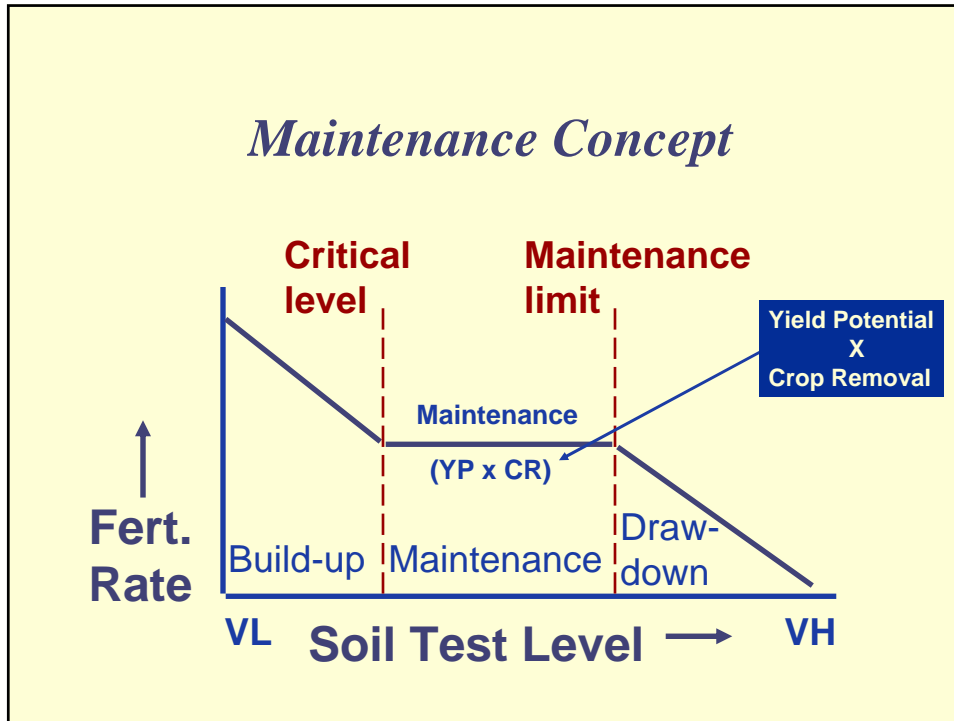 Maintenance Concept
Critical
level
Maintenance
limit
Yield Potential
X
Crop Removal
Maintenance
(YP x CR)
Fert.
Rate
Build-up
Maintenance
Draw-
down
VL
Soil Test Level
VH